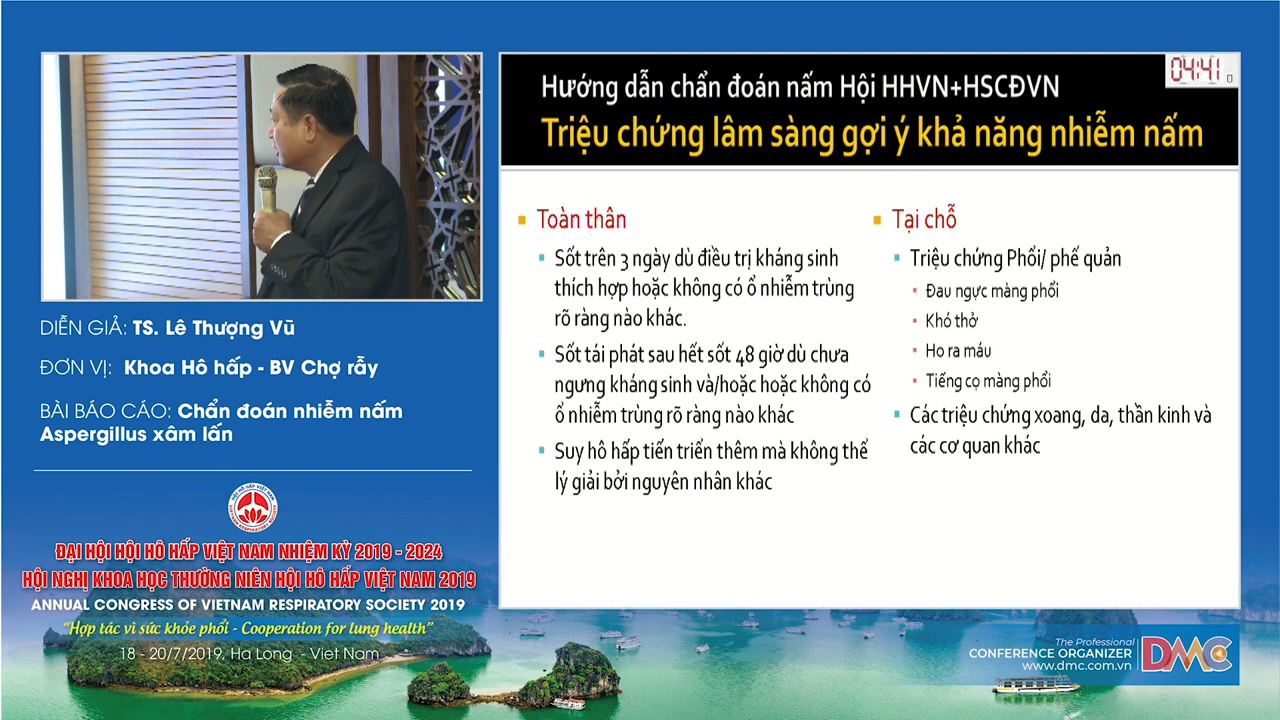 DIỄN GIẢ: TS. Lê Thượng Vũ
ĐƠN VỊ: Khoa Hô hấp - BV Chợ rẫy
BÀI BÁO CÁO: Chẩn đoán nhiễm nấm
Aspergillus xâm lấn
ĐẠI HỘI HỘI HÔ HẤP VIỆT NAM NHIỆM KỲ 2019 - 2024
HỘI NGHỊ KHOA HỌC THƯỜNG NIÊN HỘI HÔ HẤP VIỆT NAM 2019
ANNUAL CONGRESS OF VIETNAM RESPIRATORY SOCIETY 2019
“Hợp tác vì sức khỏe phổi - Cooperation for lung health”
18 - 20/7/2019, Ha Long - Viet Nam
04:41
Hướng dẫn chẩn đoán nấm Hội HHVN+HSCĐVN
Triệu chứng lâm sàng gợi ý khả năng nhiễm nấm
Toàn thân
Sốt trên 3 ngày dù điều trị kháng sinh
thích hợp hoặc không có ổ nhiễm trùng
rõ ràng nào khác.
Sốt tái phát sau hết sốt 48 giờ dù chưa
ngưng kháng sinh và/hoặc hoặc không có
ổ nhiễm trùng rõ ràng nào khác
Suy hô hấp tiến triển thêm mà không thể
lý giải bởi nguyên nhân khác
Tại chỗ
Triệu chứng Phổi/ phế quản
Đau ngực màng phổi
Khó thở
Ho ra máu
Tiếng cọ màng phổi
Các triệu chứng xoang, da, thần kinh và
các cơ quan khác
The Professional
CONFERENCE ORGANIZER
www.dmc.com.vn
DMC